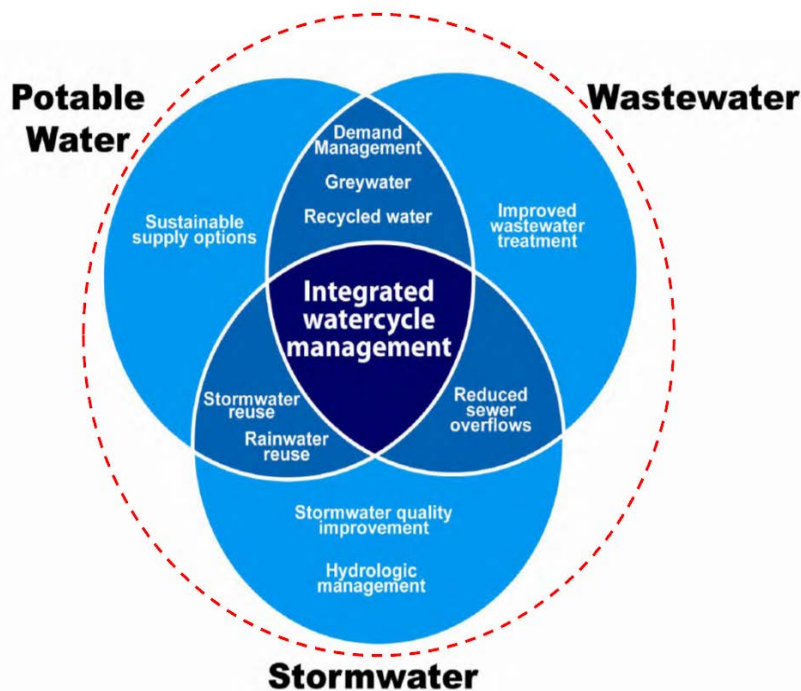 Potable
Water
Wastewater
Demand
Management
Greywater
Recycled water
Sustainable
supply options
Improved
wastewater
treatment
Integrated
watercycle
management
Stormwater
reuse
Rainwater
reuse
Reduced
sewer
overflows
Stormwater quality
improvement
Hydrologic
management
Stormwater